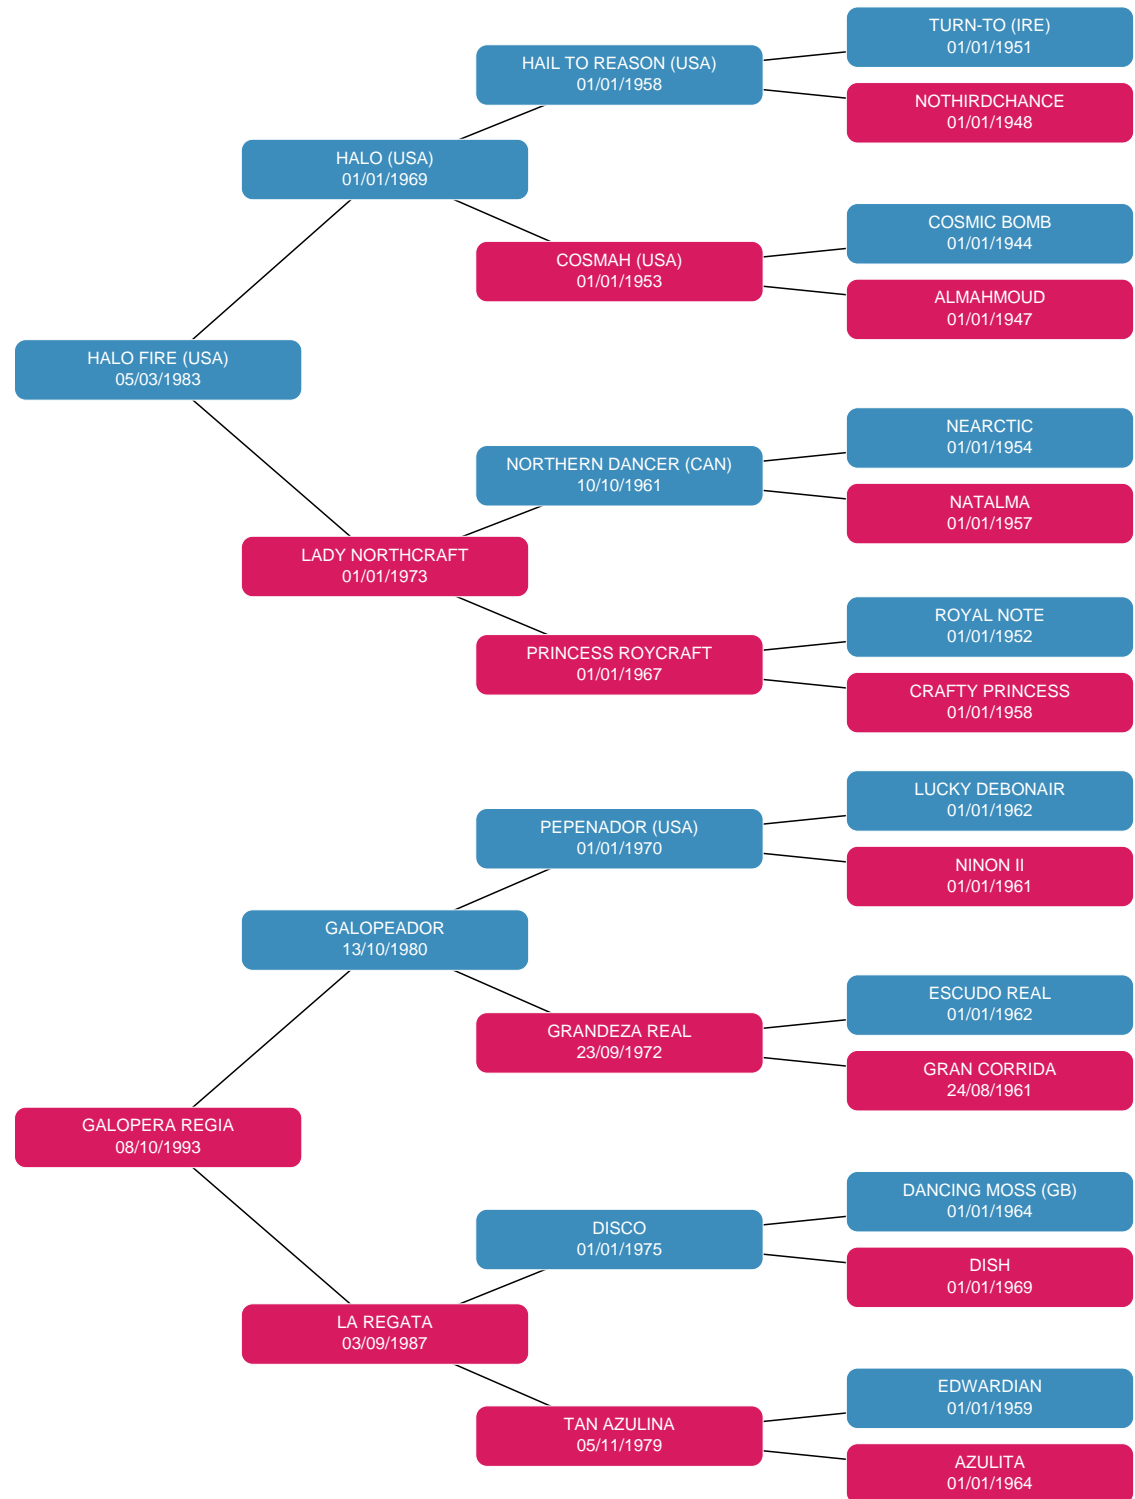 TURN-TO (IRE)
01/01/1951
HAIL TO REASON (USA)
01/01/1958
NOTHIRDCHANCE
01/01/1948
HALO (USA)
01/01/1969
COSMIC BOMB
01/01/1944
COSMAH (USA)
01/01/1953
ALMAHMOUD
01/01/1947
HALO FIRE (USA)
05/03/1983
NEARCTIC
01/01/1954
NORTHERN DANCER (CAN)
10/10/1961
NATALMA
01/01/1957
LADY NORTHCRAFT
01/01/1973
ROYAL NOTE
01/01/1952
PRINCESS ROYCRAFT
01/01/1967
CRAFTY PRINCESS
01/01/1958
LUCKY DEBONAIR
01/01/1962
PEPENADOR (USA)
01/01/1970
NINON II
01/01/1961
GALOPEADOR
13/10/1980
ESCUDO REAL
01/01/1962
GRANDEZA REAL
23/09/1972
GRAN CORRIDA
24/08/1961
GALOPERA REGIA
08/10/1993
DANCING MOSS (GB)
01/01/1964
DISCO
01/01/1975
DISH
01/01/1969
LA REGATA
03/09/1987
EDWARDIAN
01/01/1959
TAN AZULINA
05/11/1979
AZULITA
01/01/1964